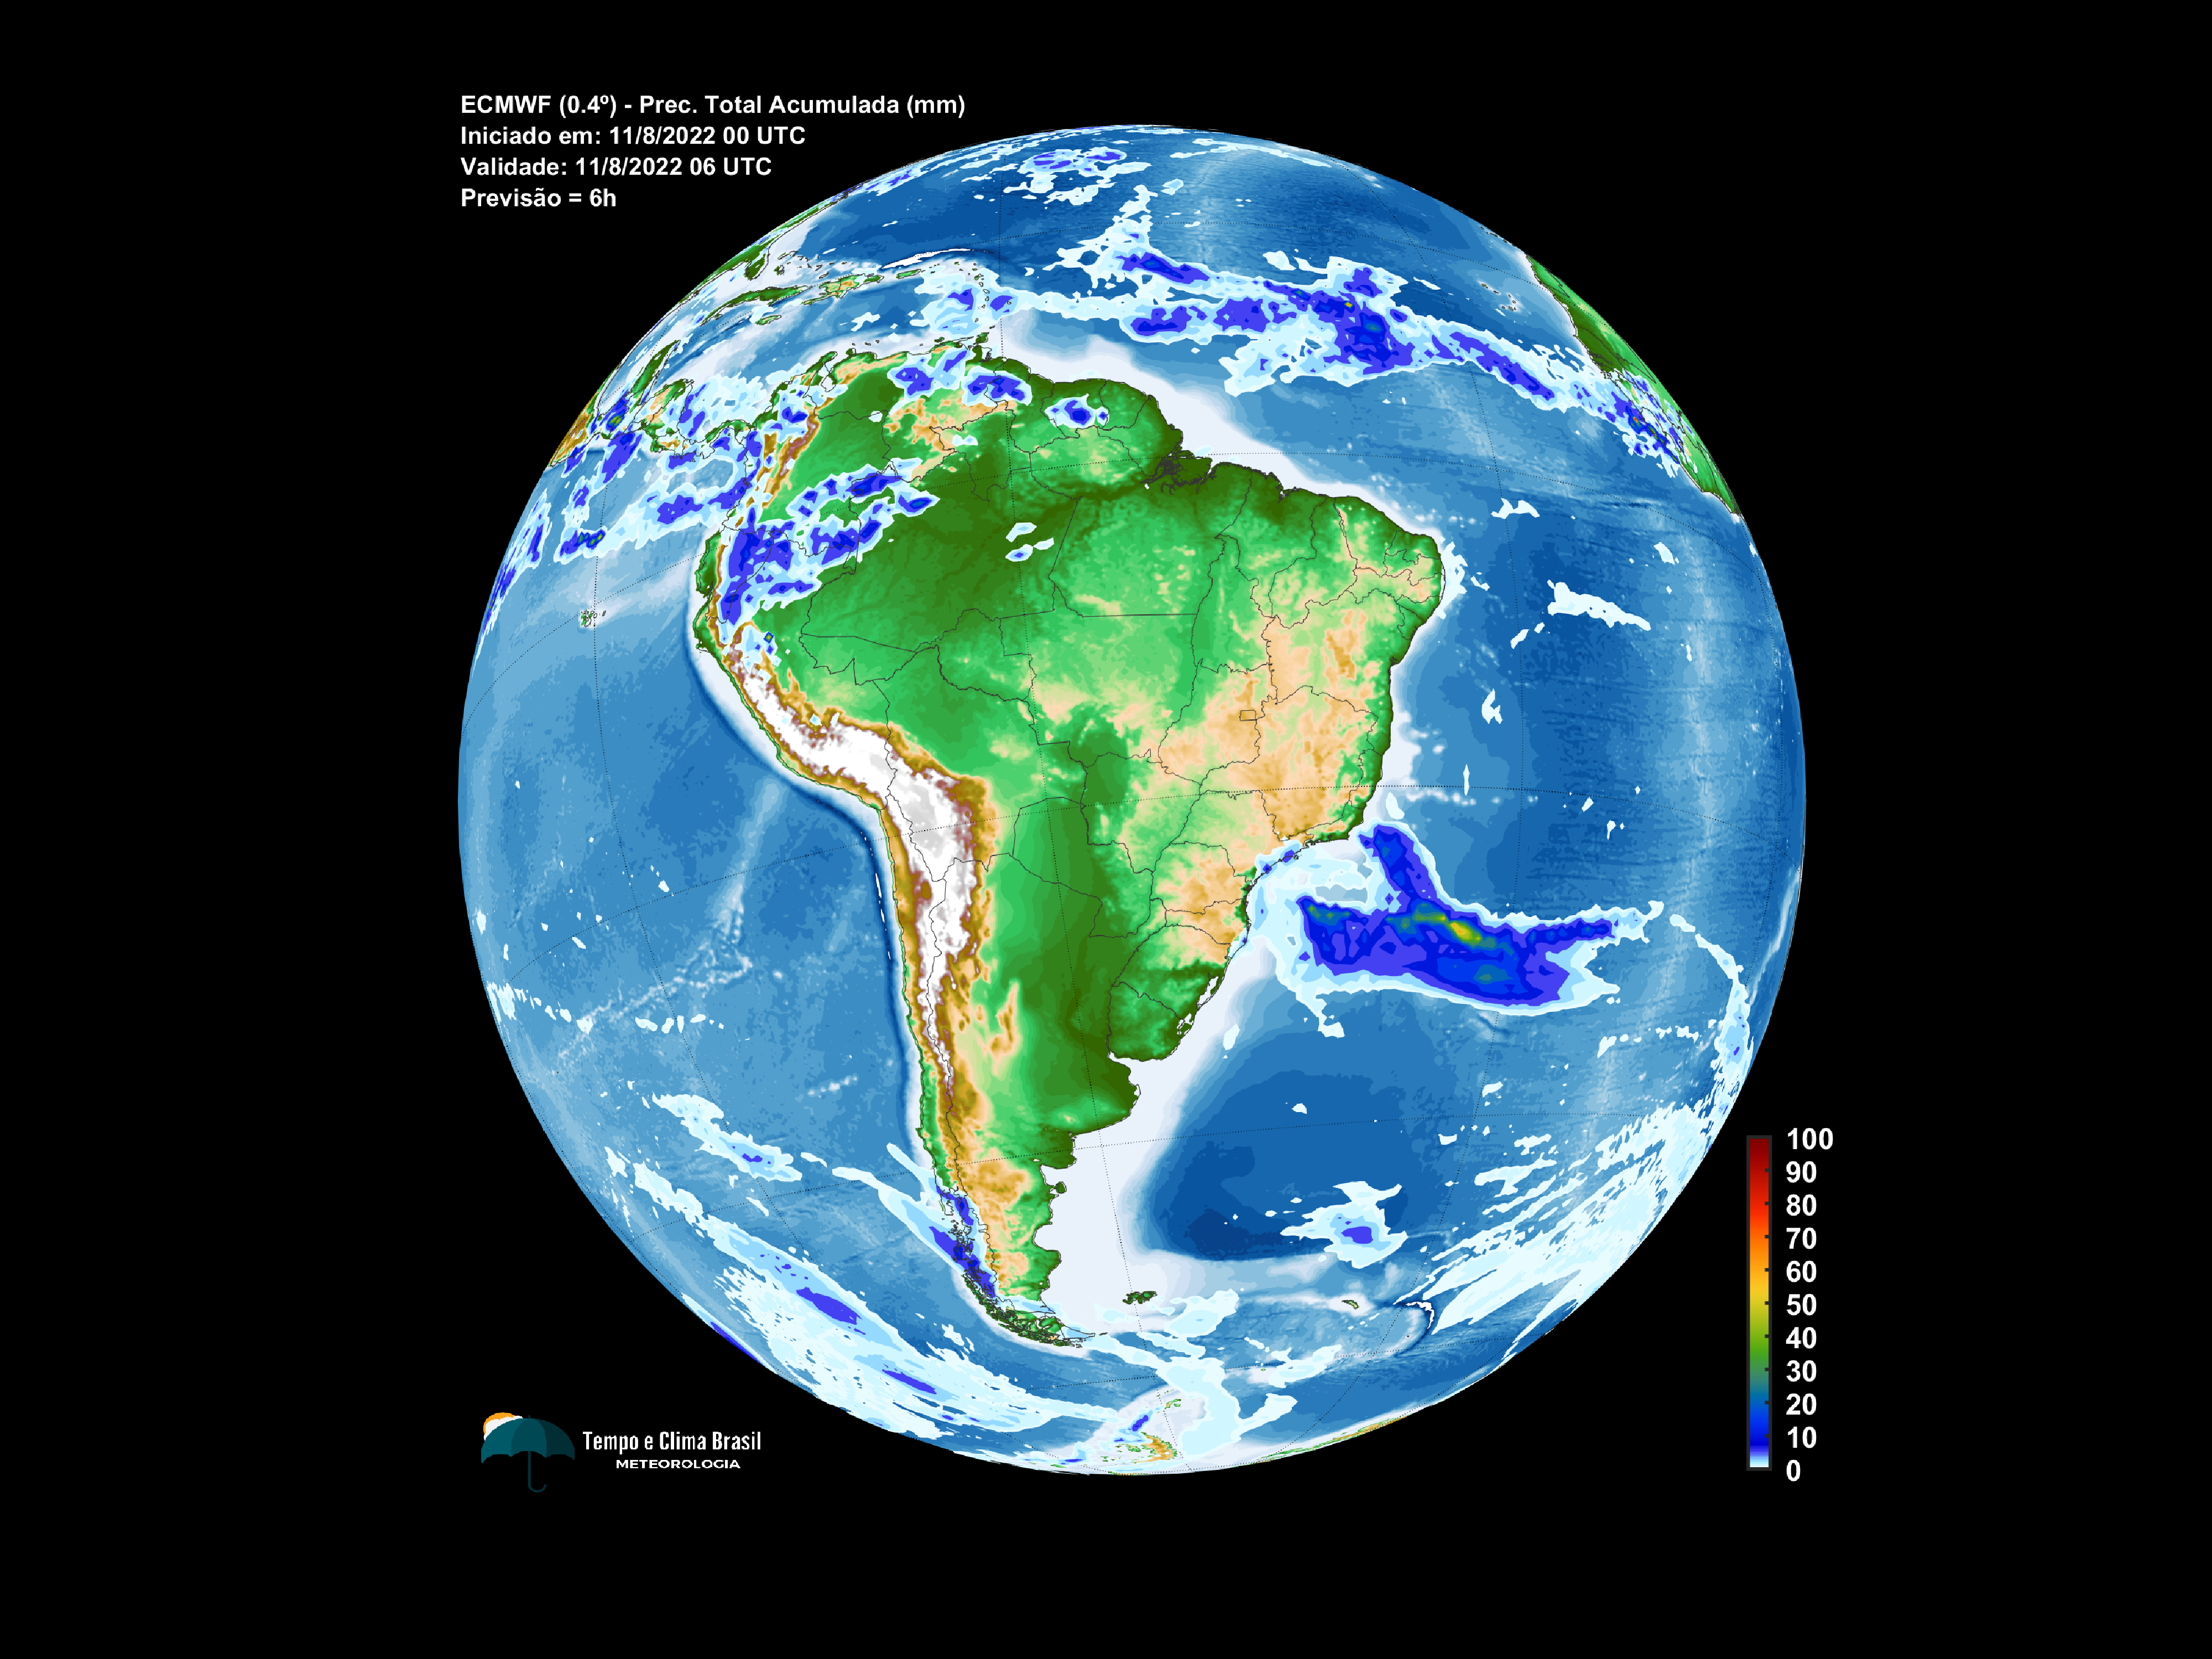 ECMWF (0.4º) - Prec. Total Acumulada (mm)
Iniciado em: 11/8/2022 00 UTC
Validade: 11/8/2022 06 UTC
Previsão = 6h
100
90
80
70
60
50
40
30
20
10
0
Tempo e Clima Brasil
METEOROLOGIA